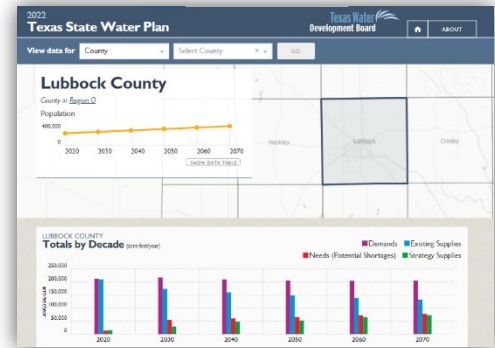 2022
Texas State Water Plan
Texas Water
Development Board
ABOUT
View data for County Select County × GO
Lubbock County
County in Region O
Population
400,000
0
2020 2030 2040 2050 2060 2070
SHOW DATA TABLE
Hockley Lubbock Crosby
LUBBOCK COUNTY
Totals by Decade (acre-feet/year)
Demands Existing Supplies
Needs (Potential Shortages) Strategy Supplies
250,000
200,000
150,000
100,000
50,000
0
2020 2030 2040 2050 2060 2070